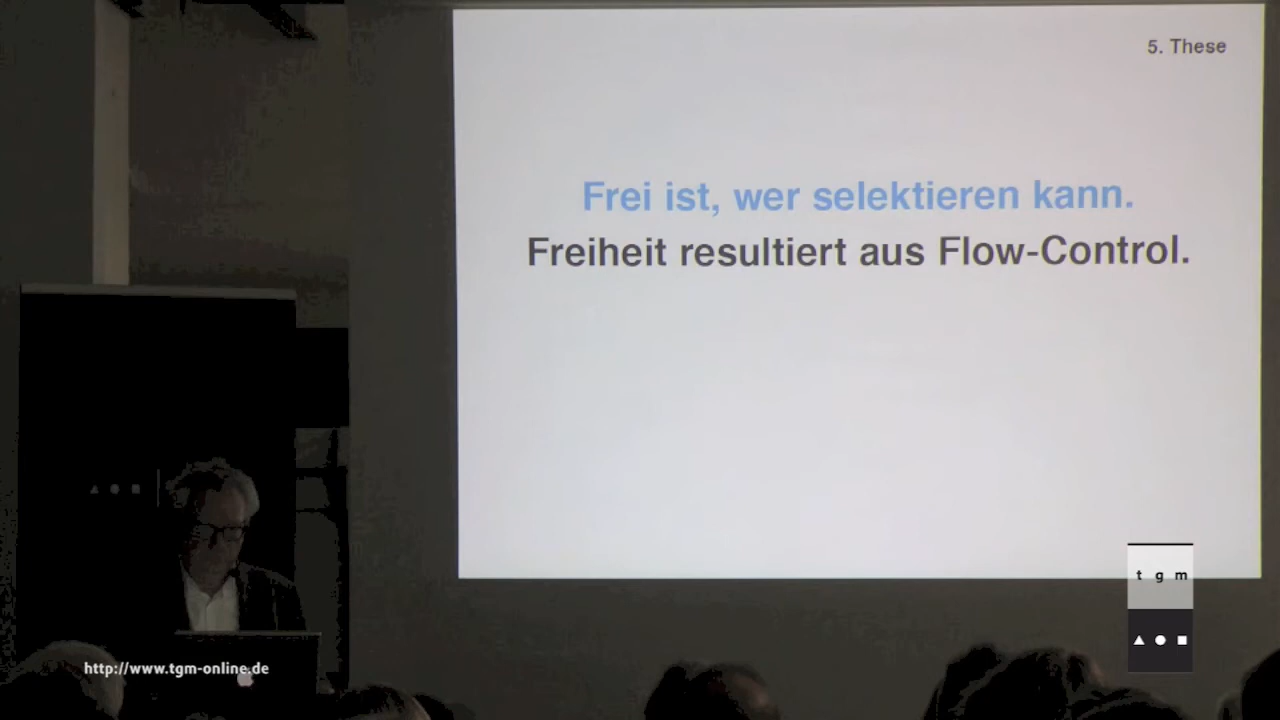 5. These
Frei ist, wer selektieren kann.
Freiheit resultiert aus Flow-Control.
t g m
http://www.tgm-online.de